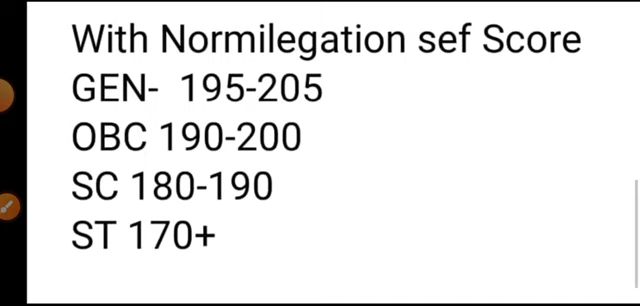 With Normilegation sef Score
GEN- 195-205
OBC 190-200
SC 180-190
ST 170+